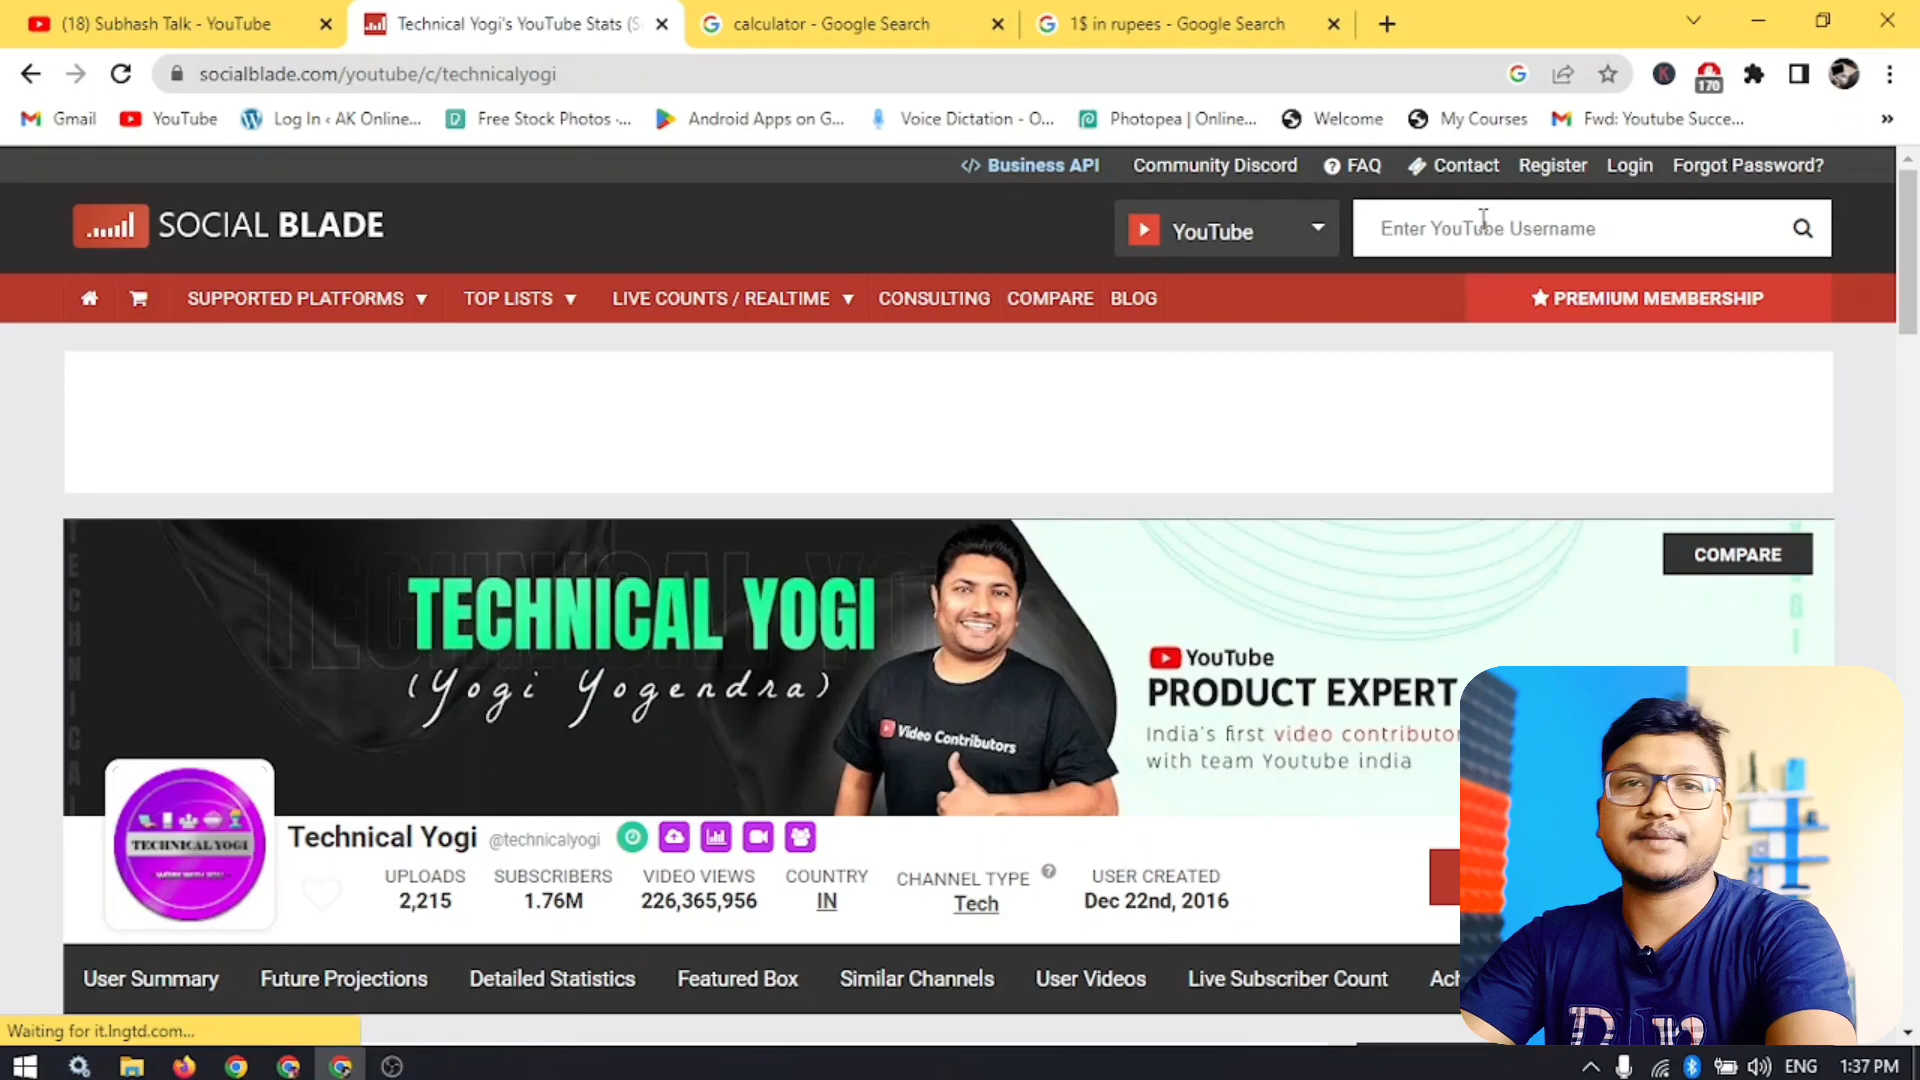 (18) Subhash Talk - YouTube
Technical Yogi's YouTube Stats (S
calculator - Google Search
1$ in rupees - Google Search
socialblade.com/youtube/c/technicalyogi
170
Gmail
YouTube
Log In ‹ AK Online...
Free Stock Photos ·...
Android Apps on G...
Voice Dictation - O...
Photopea | Online...
Welcome
My Courses
Fwd: Youtube Succe...
</> Business API
Community Discord
FAQ
Contact
Register
Login
Forgot Password?
SOCIAL BLADE
YouTube
Enter YouTube Username
SUPPORTED PLATFORMS
TOP LISTS
LIVE COUNTS / REALTIME
CONSULTING
COMPARE
BLOG
PREMIUM MEMBERSHIP
COMPARE
TECHNICAL YOGI
(Yogi Yogendra)
Video Contributors
YouTube
PRODUCT EXPERT
India's first video contributor
with team Youtube india
TECHNICAL YOGI
Technical Yogi @technicalyogi
UPLOADS
2,215
SUBSCRIBERS
1.76M
VIDEO VIEWS
226,365,956
COUNTRY
IN
CHANNEL TYPE
Tech
USER CREATED
Dec 22nd, 2016
User Summary
Future Projections
Detailed Statistics
Featured Box
Similar Channels
User Videos
Live Subscriber Count
Ach
Waiting for it.lngtd.com...
ENG
1:37 PM